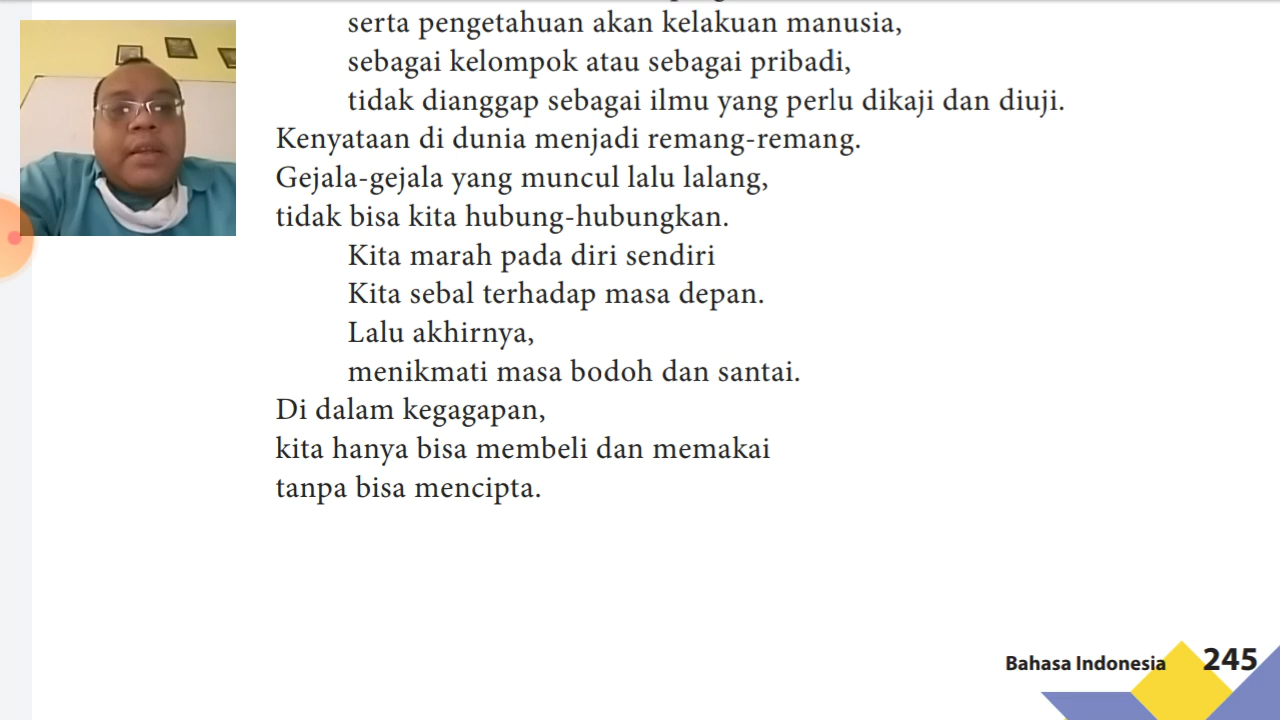 serta pengetahuan akan kelakuan manusia,
sebagai kelompok atau sebagai pribadi,
tidak dianggap sebagai ilmu yang perlu dikaji dan diuji.
Kenyataan di dunia menjadi remang-remang.
Gejala-gejala yang muncul lalu lalang,
tidak bisa kita hubung-hubungkan.
Kita marah pada diri sendiri
Kita sebal terhadap masa depan.
Lalu akhirnya,
menikmati masa bodoh dan santai.
Di dalam kegagapan,
kita hanya bisa membeli dan memakai
tanpa bisa mencipta.
Bahasa Indonesia 245